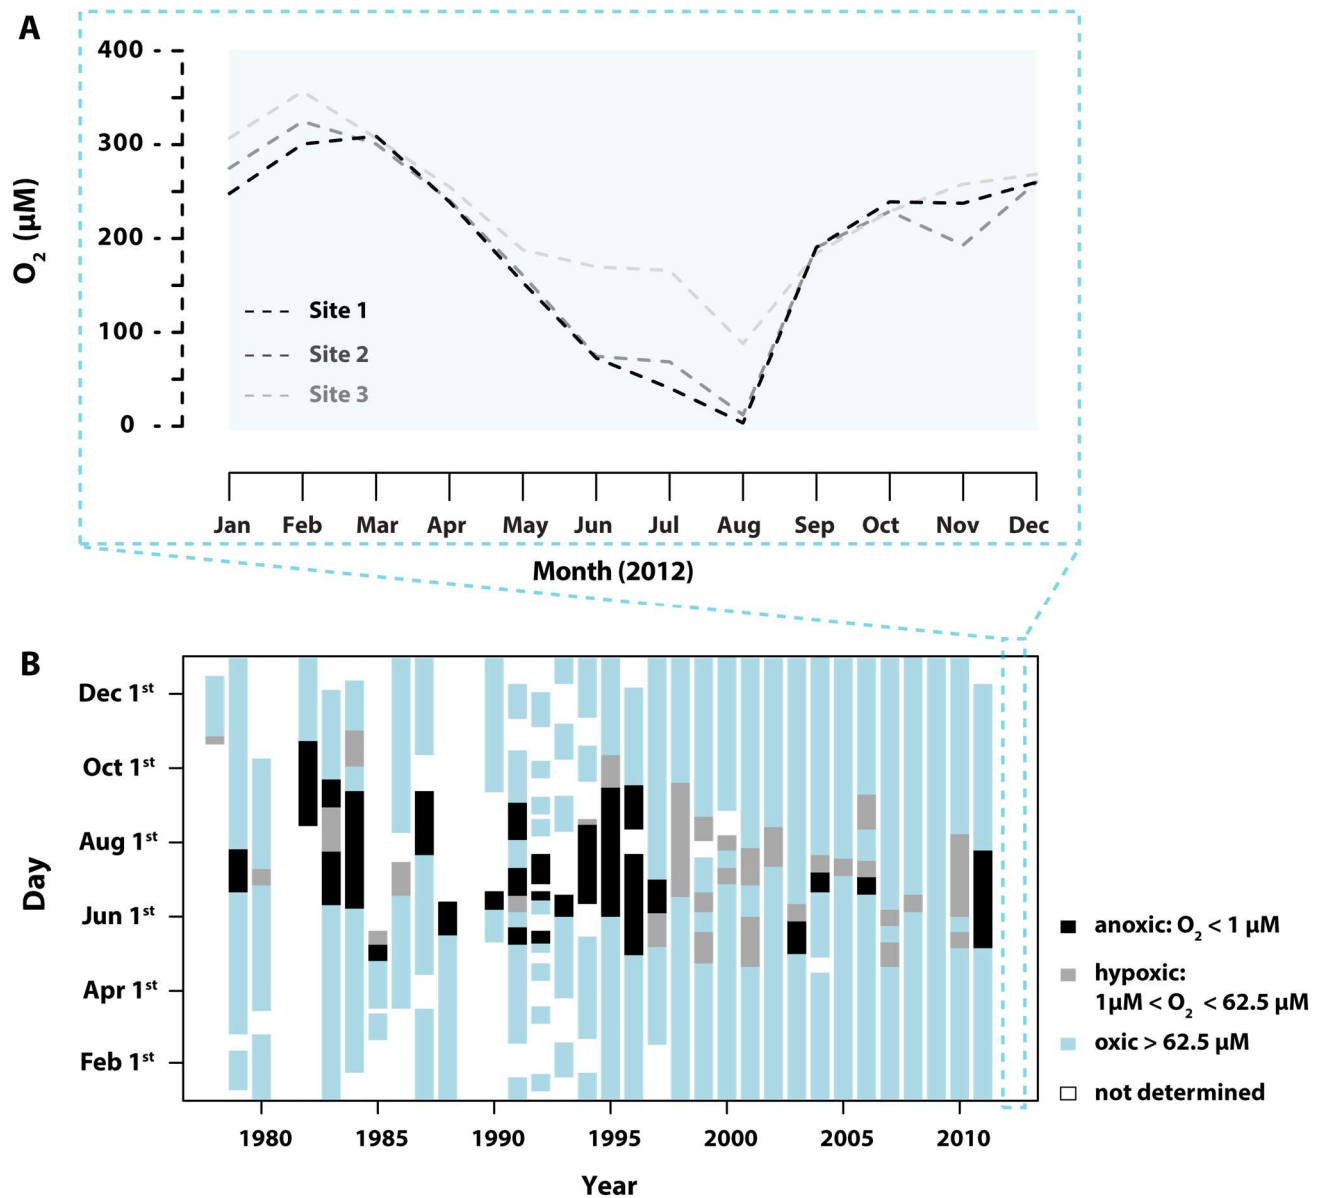 A
400
300
200
100
0
O₂ (µM)
Site 1
Site 2
Site 3
Jan Feb Mar Apr May Jun Jul Aug Sep Oct Nov Dec
Month (2012)
B
Dec 1ˢᵗ
Oct 1ˢᵗ
Aug 1ˢᵗ
Jun 1ˢᵗ
Apr 1ˢᵗ
Feb 1ˢᵗ
Day
1980 1985 1990 1995 2000 2005 2010
Year
anoxic: O₂ < 1 µM
hypoxic:
1µM < O₂ < 62.5 µM
oxic > 62.5 µM
not determined